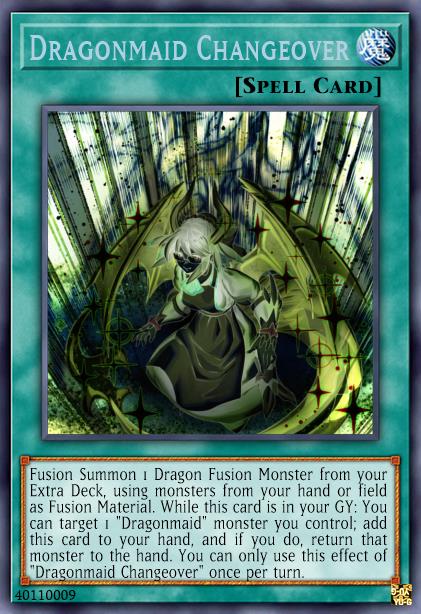 DRAGONMAID CHANGEOVER
魔
[SPELL CARD]
Fusion Summon 1 Dragon Fusion Monster from your
Extra Deck, using monsters from your hand or field
as Fusion Material. While this card is in your GY: You
can target 1 "Dragonmaid" monster you control; add
this card to your hand, and if you do, return that
monster to the hand. You can only use this effect of
"Dragonmaid Changeover" once per turn.
40110009